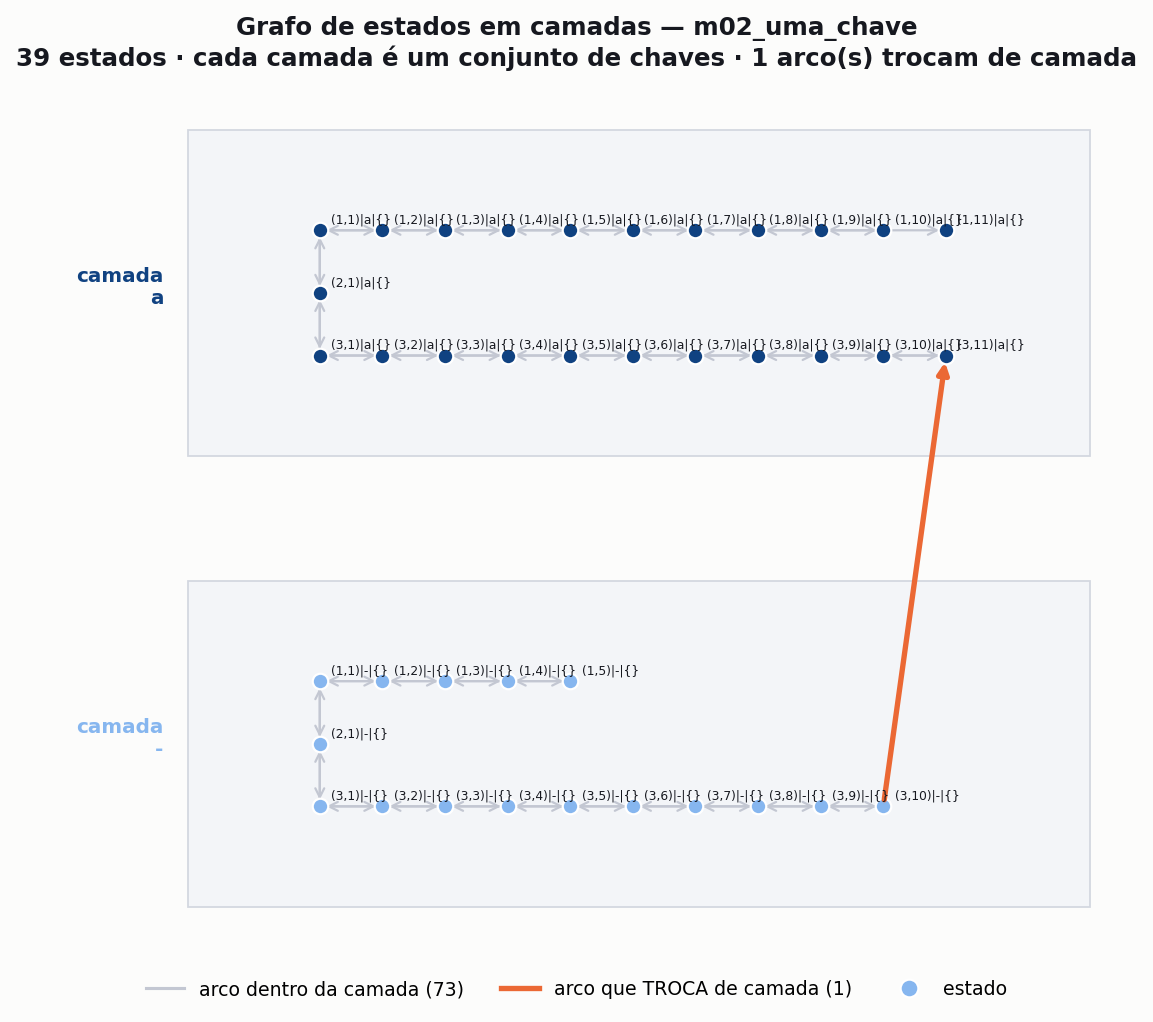 Grafo de estados em camadas — m02_uma_chave
39 estados · cada camada é um conjunto de chaves · 1 arco(s) trocam de camada
(1,1)|a|{} (1,2)|a|{} (1,3)|a|{} (1,4)|a|{} (1,5)|a|{} (1,6)|a|{} (1,7)|a|{} (1,8)|a|{} (1,9)|a|{} (1,10)|a|{} (1,11)|a|{}
camada
a
(2,1)|a|{}
(3,1)|a|{} (3,2)|a|{} (3,3)|a|{} (3,4)|a|{} (3,5)|a|{} (3,6)|a|{} (3,7)|a|{} (3,8)|a|{} (3,9)|a|{} (3,10)|a|{} (3,11)|a|{}
(1,1)|-|{} (1,2)|-|{} (1,3)|-|{} (1,4)|-|{} (1,5)|-|{}
camada
-
(2,1)|-|{}
(3,1)|-|{} (3,2)|-|{} (3,3)|-|{} (3,4)|-|{} (3,5)|-|{} (3,6)|-|{} (3,7)|-|{} (3,8)|-|{} (3,9)|-|{} (3,10)|-|{}
arco dentro da camada (73)
arco que TROCA de camada (1)
estado